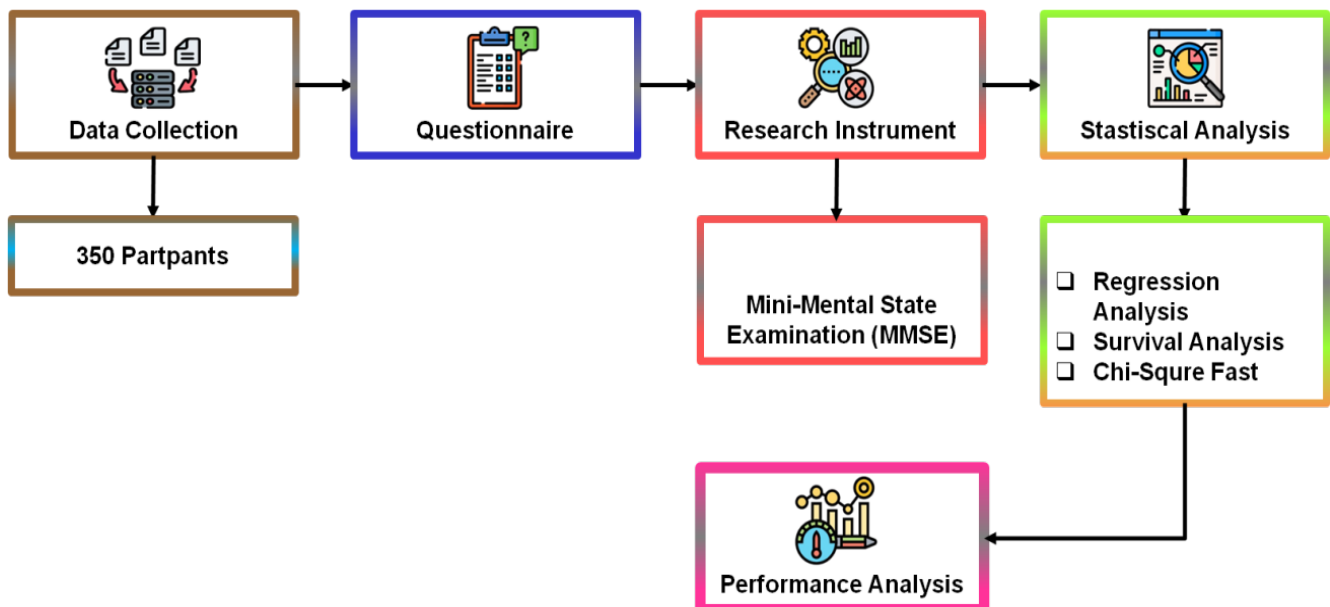 Data Collection
Questionnaire
Research Instrument
Stastiscal Analysis
350 Partpants
Mini-Mental State
Examination (MMSE)
Regression
Analysis
Survival Analysis
Chi-Squre Fast
Performance Analysis